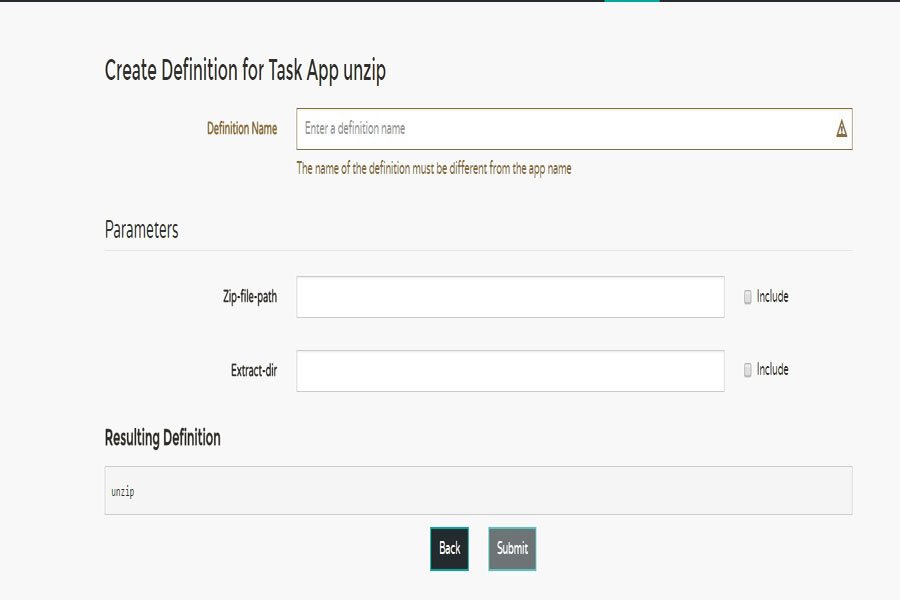 Create Definition for Task App unzip
Definition Name
Enter a definition name
The name of the definition must be different from the app name
Parameters
Zip-file-path
Include
Extract-dir
Include
Resulting Definition
unzip
Back
Submit